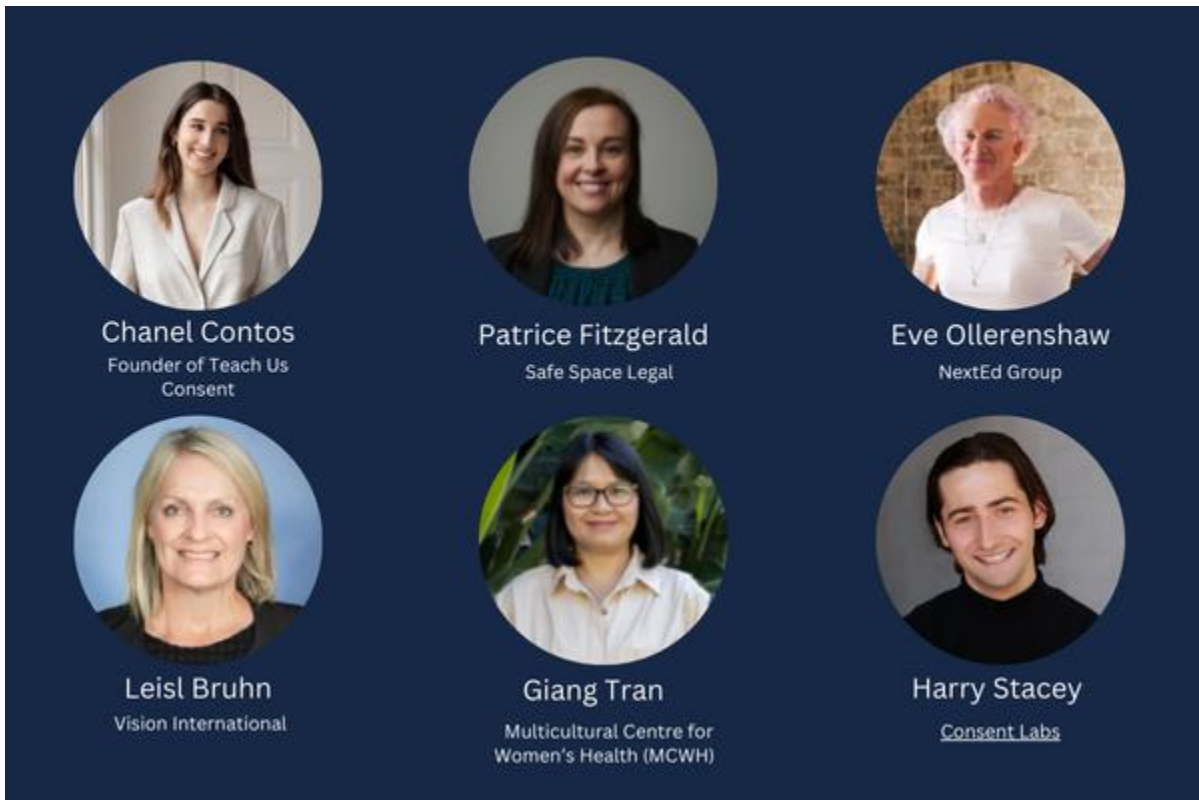 Chanel Contos
Founder of Teach Us
Consent
Patrice Fitzgerald
Safe Space Legal
Eve Ollerenshaw
NextEd Group
Leisl Bruhn
Vision International
Giang Tran
Multicultural Centre for
Women's Health (MCWH)
Harry Stacey
Consent Labs